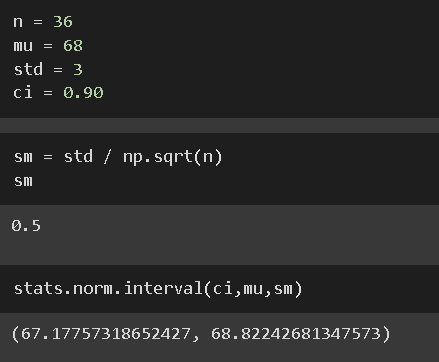 n = 36
mu = 68
std = 3
ci = 0.90
sm = std / np.sqrt(n)
sm
0.5
stats.norm.interval(ci,mu,sm)
(67.17757318652427, 68.82242681347573)